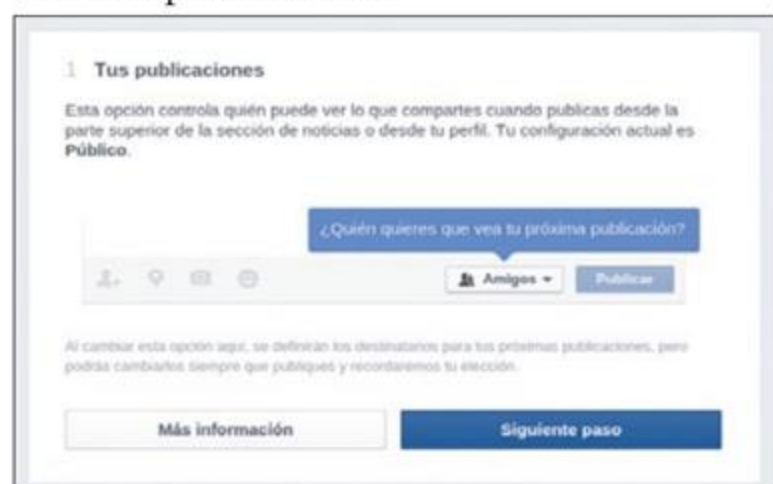 1 Tus publicaciones
Esta opción controla quién puede ver lo que compartes cuando publicas desde la
parte superior de la sección de noticias o desde tu perfil. Tu configuración actual es
Público.
¿Quién quieres que vea tu próxima publicación?
Amigos
Publicar
Al cambiar esta opción aquí, se definirán los destinatarios para tus próximas publicaciones, pero
podrás cambiarlos siempre que publiques y recordaremos tu elección.
Más información
Siguiente paso